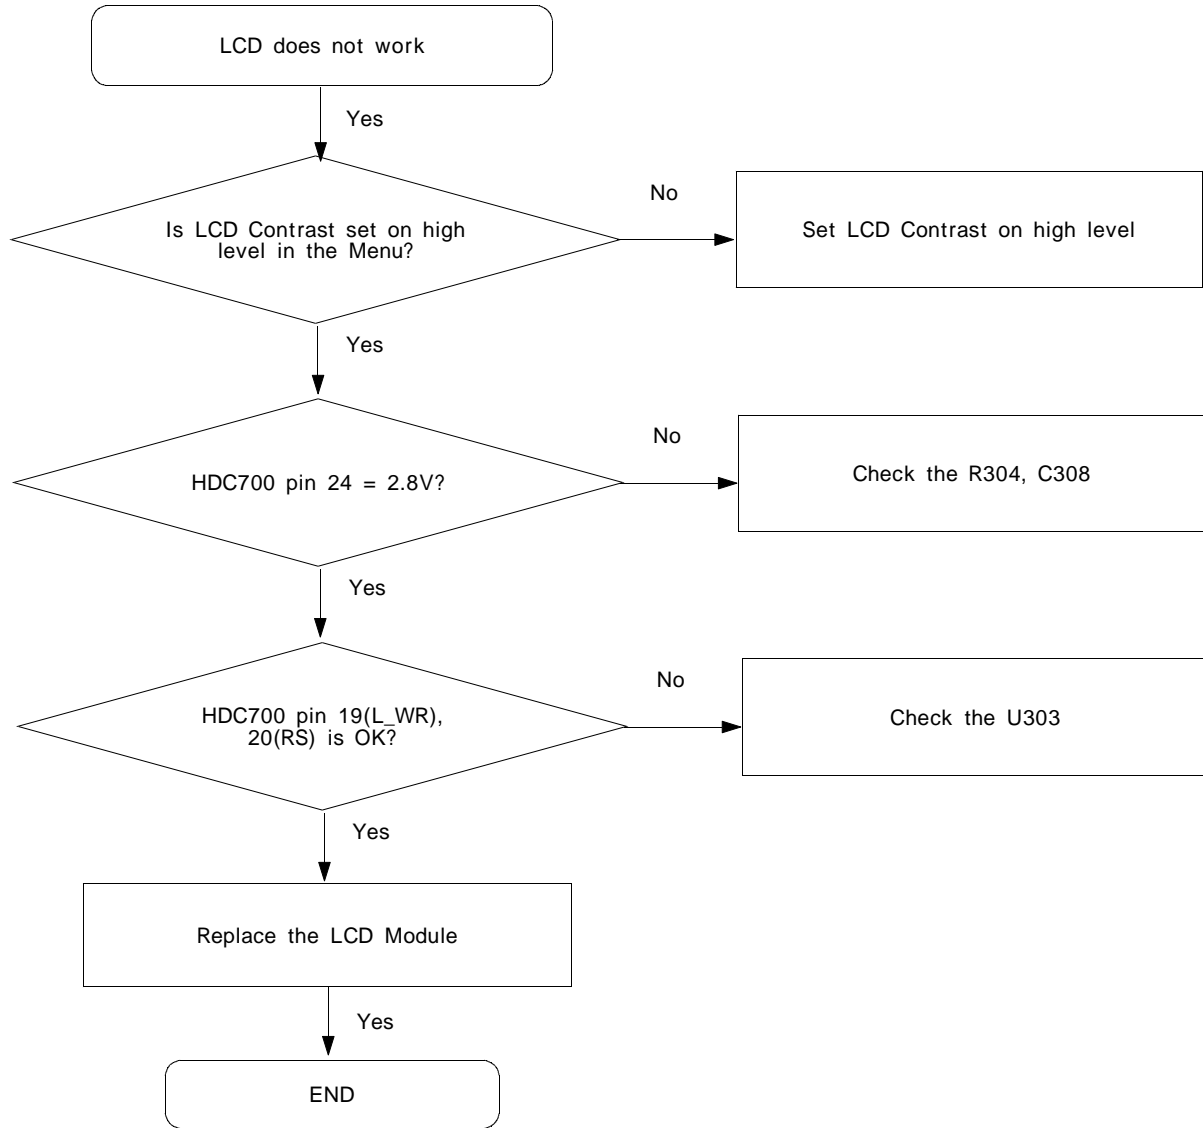 LCD does not work
Yes
Is LCD Contrast set on high
level in the Menu?
No
Set LCD Contrast on high level
Yes
HDC700 pin 24 = 2.8V?
No
Check the R304, C308
Yes
HDC700 pin 19(L_WR),
20(RS) is OK?
No
Check the U303
Yes
Replace the LCD Module
Yes
END